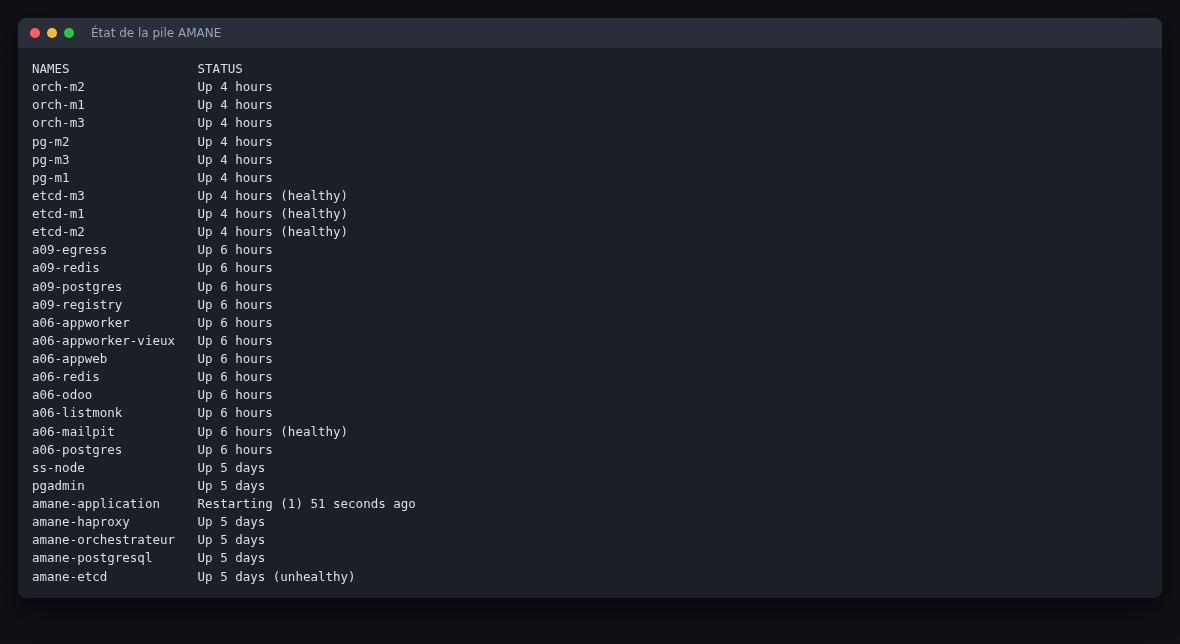 État de la pile AMANE
NAMES                 STATUS
orch-m2               Up 4 hours
orch-m1               Up 4 hours
orch-m3               Up 4 hours
pg-m2                 Up 4 hours
pg-m3                 Up 4 hours
pg-m1                 Up 4 hours
etcd-m3               Up 4 hours (healthy)
etcd-m1               Up 4 hours (healthy)
etcd-m2               Up 4 hours (healthy)
a09-egress            Up 6 hours
a09-redis             Up 6 hours
a09-postgres          Up 6 hours
a09-registry          Up 6 hours
a06-appworker         Up 6 hours
a06-appworker-vieux   Up 6 hours
a06-appweb            Up 6 hours
a06-redis             Up 6 hours
a06-odoo              Up 6 hours
a06-listmonk          Up 6 hours
a06-mailpit           Up 6 hours (healthy)
a06-postgres          Up 6 hours
ss-node               Up 5 days
pgadmin               Up 5 days
amane-application     Restarting (1) 51 seconds ago
amane-haproxy         Up 5 days
amane-orchestrateur   Up 5 days
amane-postgresql      Up 5 days
amane-etcd            Up 5 days (unhealthy)